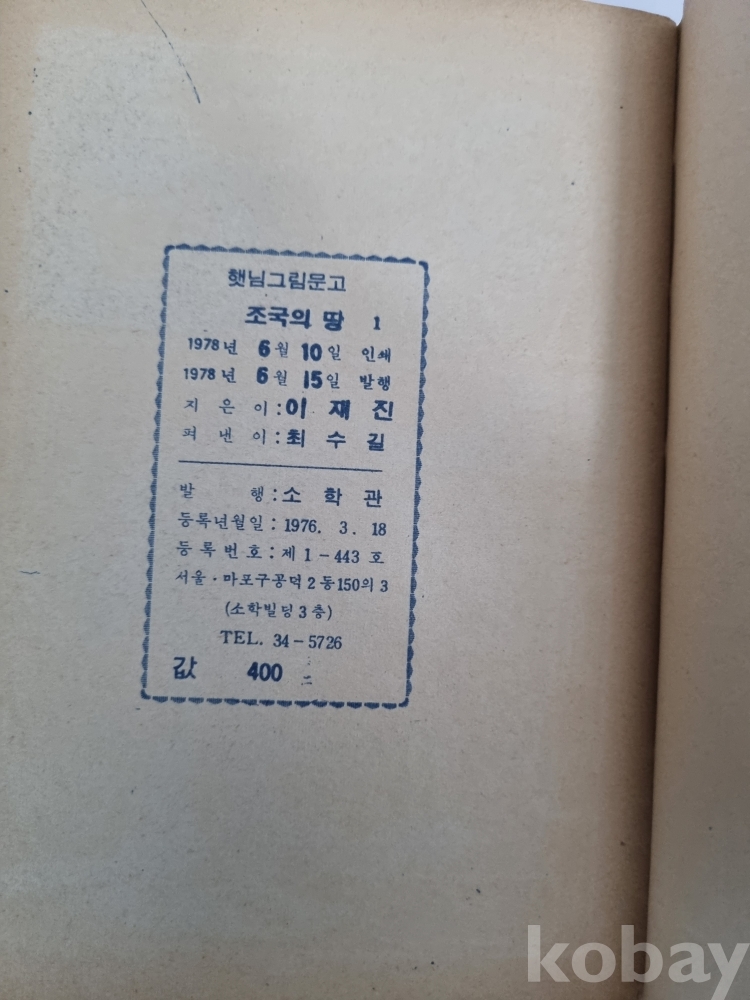 햇님그림문고
조국의 땅 1
1978년 6월 10일 인쇄
1978년 6월 15일 발행
지은이 : 이재진
펴낸이 : 최수길
발행 : 소학관
등록년월일 : 1976. 3. 18
등록번호 : 제 1-443 호
서울·마포구공덕2동150의3
(소학빌딩3층)
TEL. 34-5726
값 400
kobay